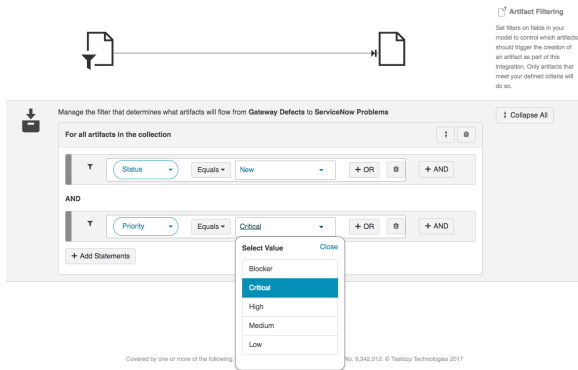 Artifact Filtering
Set filters on fields in your
model to control which artifacts
should trigger the creation of
an artifact as part of this
integration. Only artifacts that
meet your defined criteria will
do so.
Manage the filter that determines what artifacts will flow from Gateway Defects to ServiceNow Problems
Collapse All
For all artifacts in the collection
Status Equals New + OR + AND
AND
Priority Equals Critical + OR + AND
+ Add Statements
Select Value Close
Blocker
Critical
High
Medium
Low
Covered by one or more of the following: No. 9,342,512. © Tasktop Technologies 2017